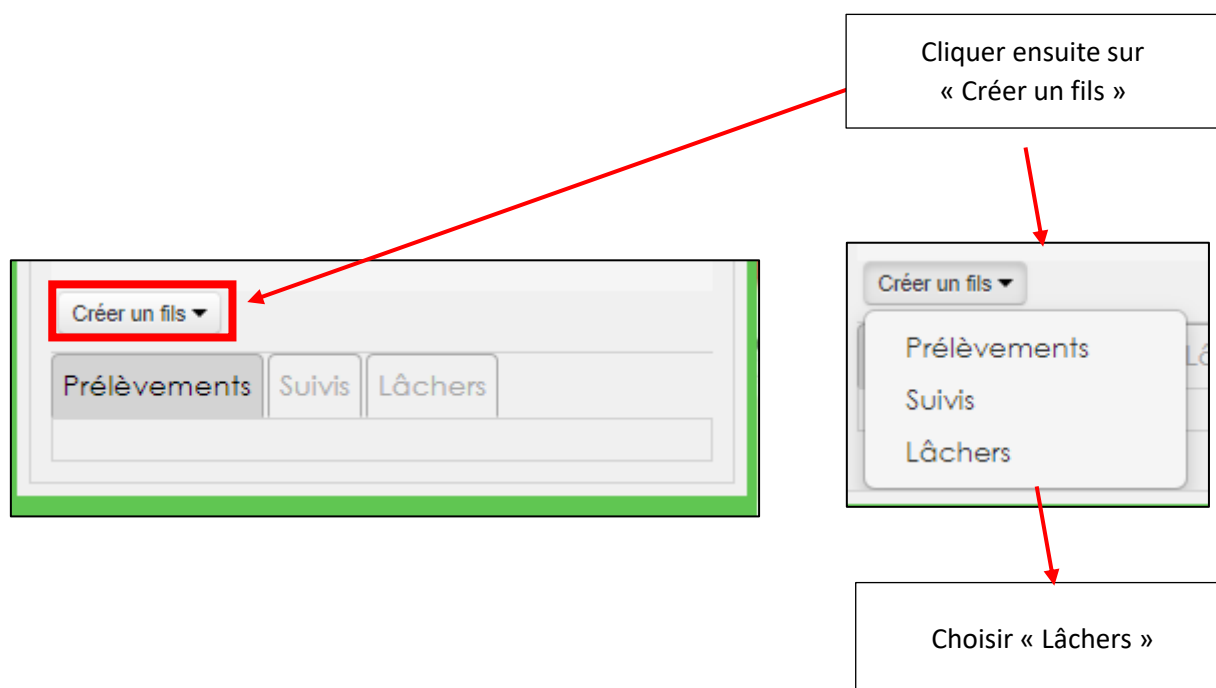 Cliquer ensuite sur
« Créer un fils »
Créer un fils
Prélèvements Suivis Lâchers
Créer un fils
Prélèvements
Suivis
Lâchers
Choisir « Lâchers »